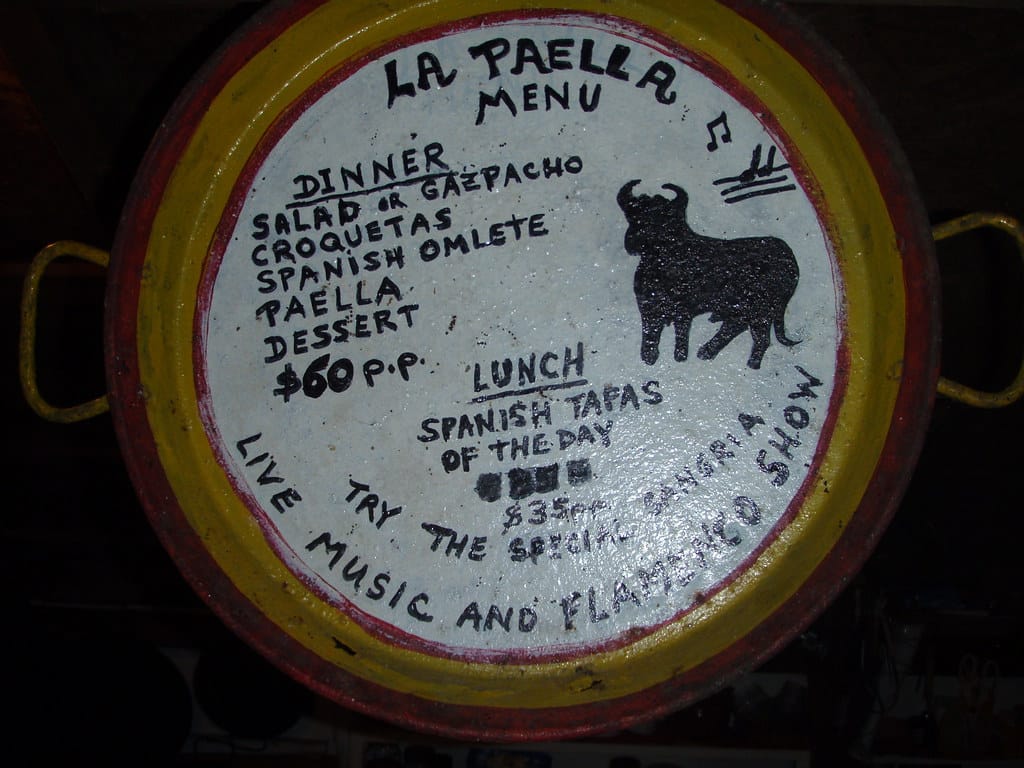 LA PAELLA
MENU
DINNER
SALAD OR GAZPACHO
CROQUETAS
SPANISH OMLETE
PAELLA
DESSERT
$60 P.P.
LUNCH
SPANISH TAPAS
OF THE DAY
$35 P.P.
TRY THE SPECIAL SANGRIA
LIVE MUSIC AND FLAMENCO SHOW